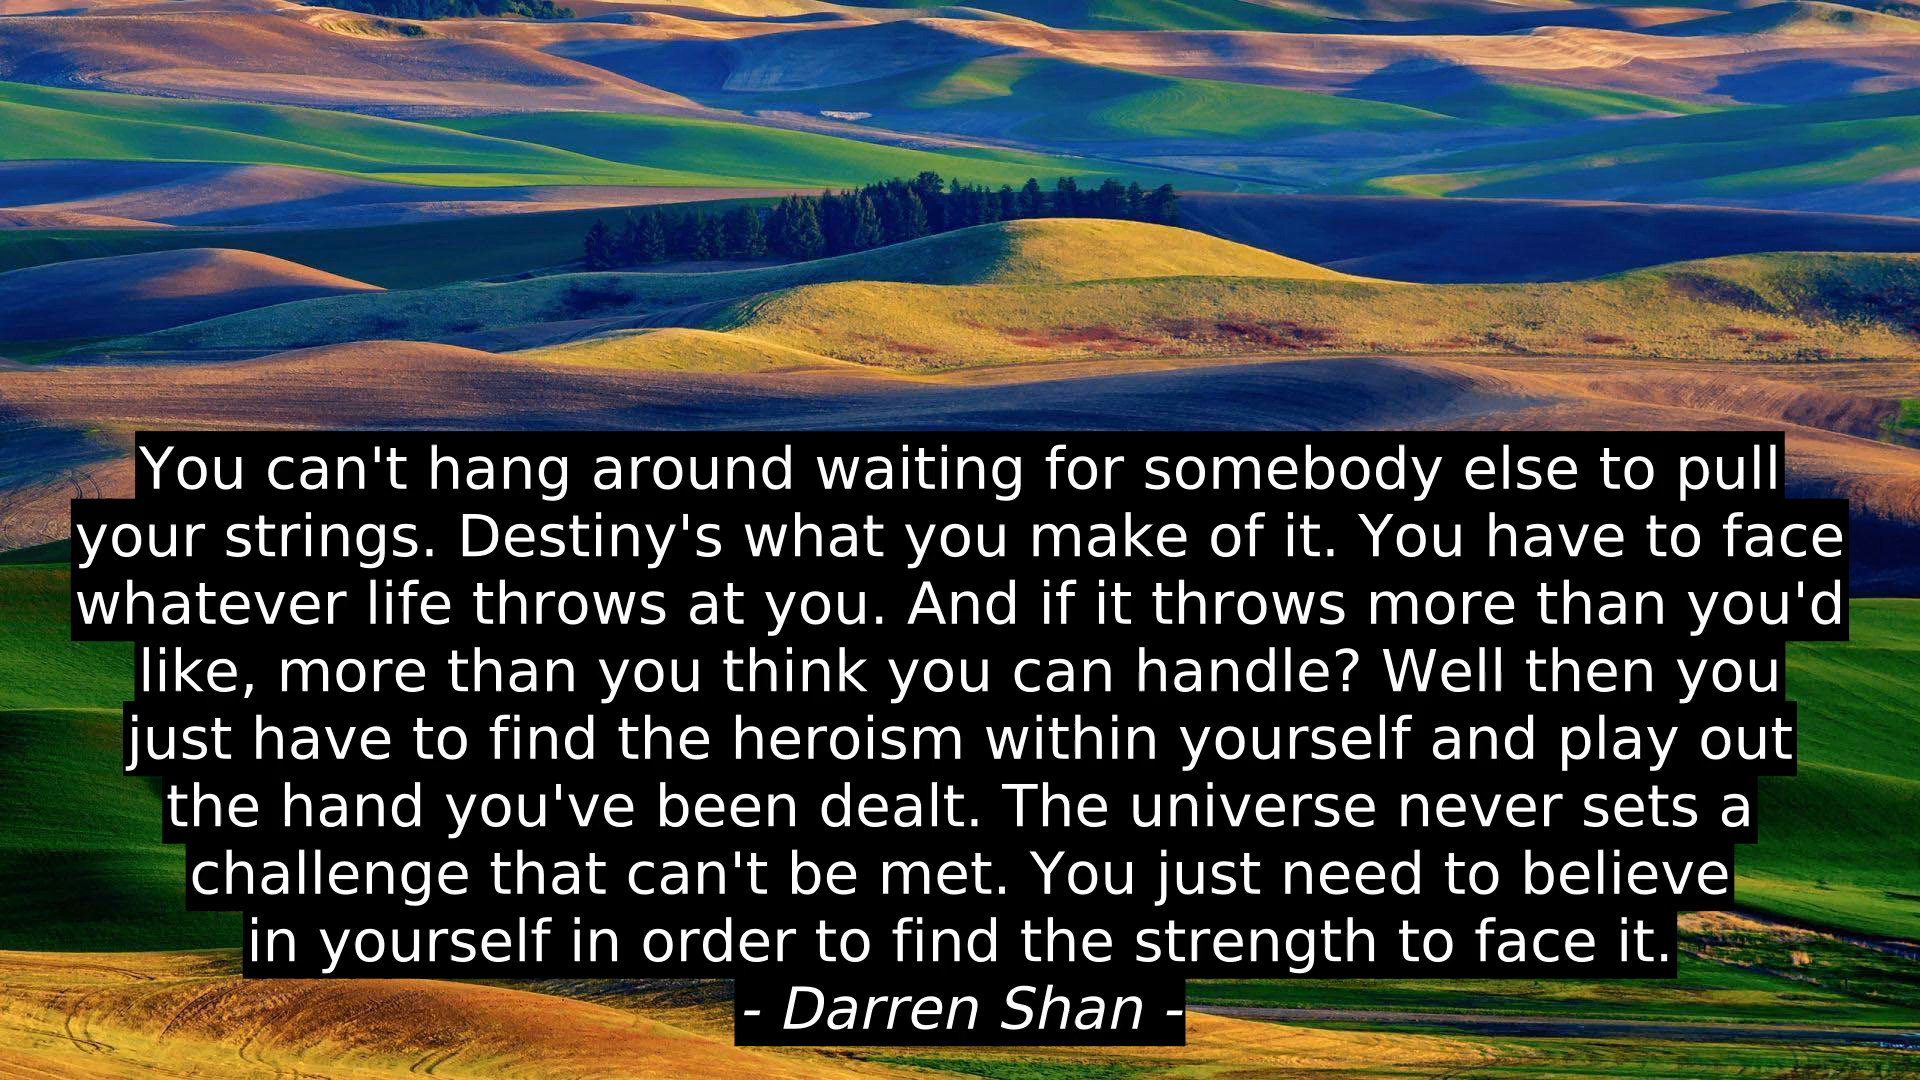 You can't hang around waiting for somebody else to pull
your strings. Destiny's what you make of it. You have to face
whatever life throws at you. And if it throws more than you'd
like, more than you think you can handle? Well then you
just have to find the heroism within yourself and play out
the hand you've been dealt. The universe never sets a
challenge that can't be met. You just need to believe
in yourself in order to find the strength to face it.
- Darren Shan -